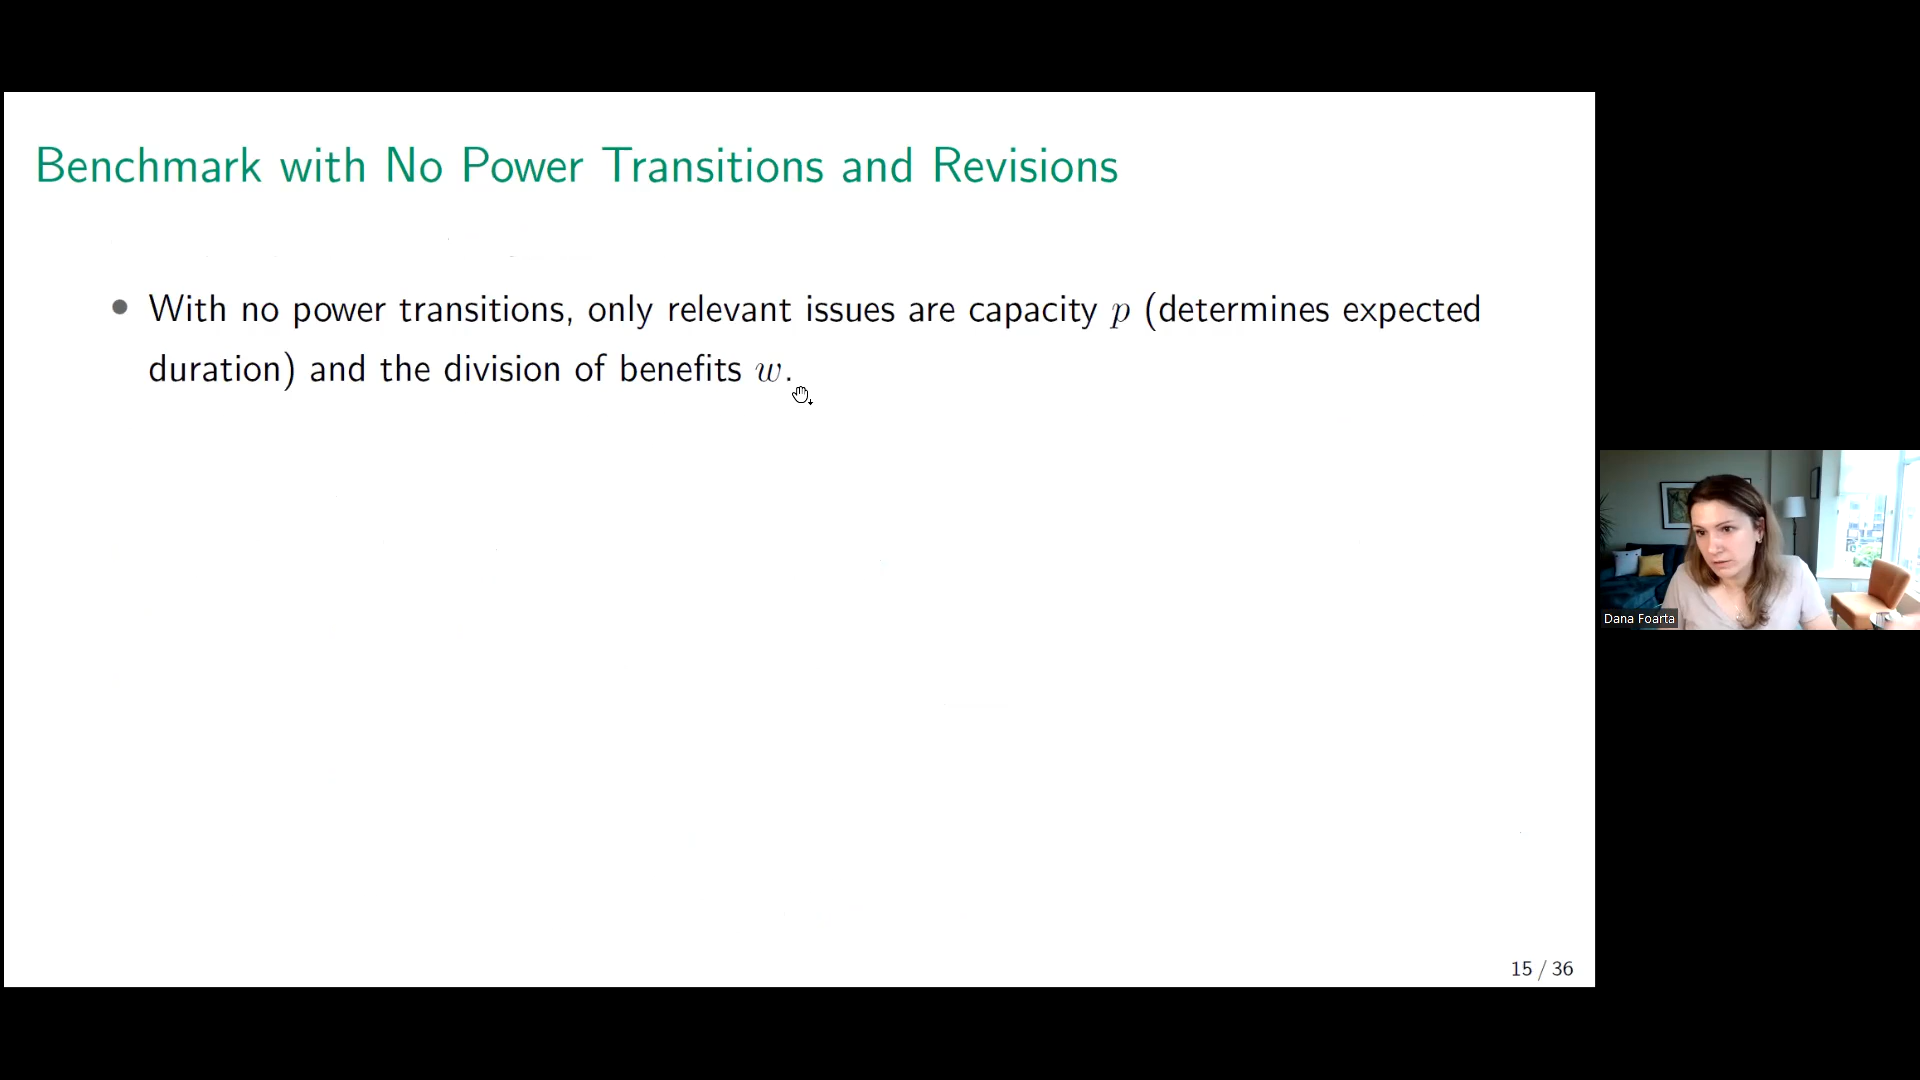 Benchmark with No Power Transitions and Revisions
• With no power transitions, only relevant issues are capacity p (determines expected
duration) and the division of benefits w.
Dana Foarta
15 / 36